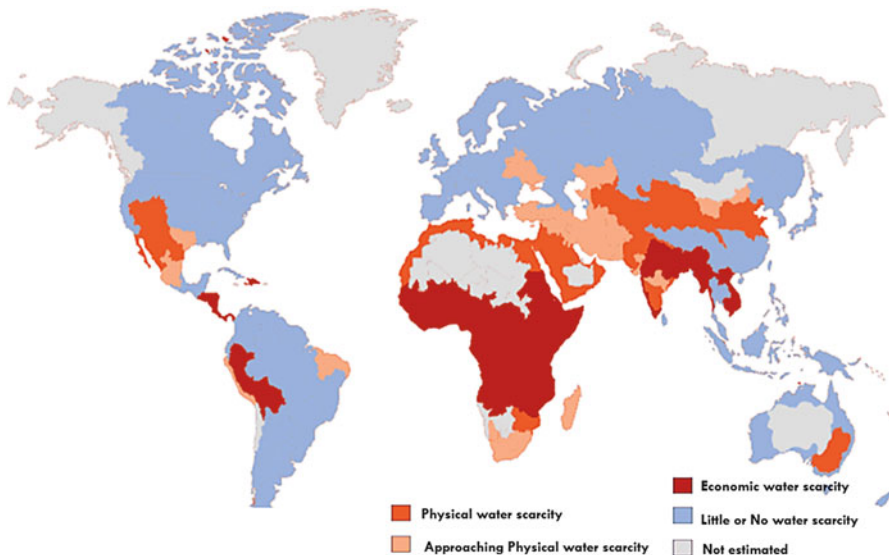 Economic water scarcity
Physical water scarcity
Little or No water scarcity
Approaching Physical water scarcity
Not estimated